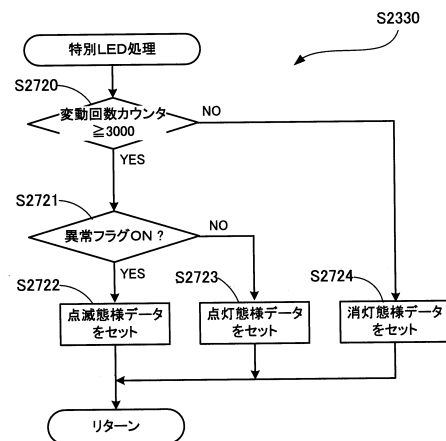 S2330
特別LED処理
S2720
変動回数カウンタ
≧3000
NO
YES
S2721
異常フラグON？
NO
YES
S2722
S2723
S2724
点滅態様データ
をセット
点灯態様データ
をセット
消灯態様データ
をセット
リターン